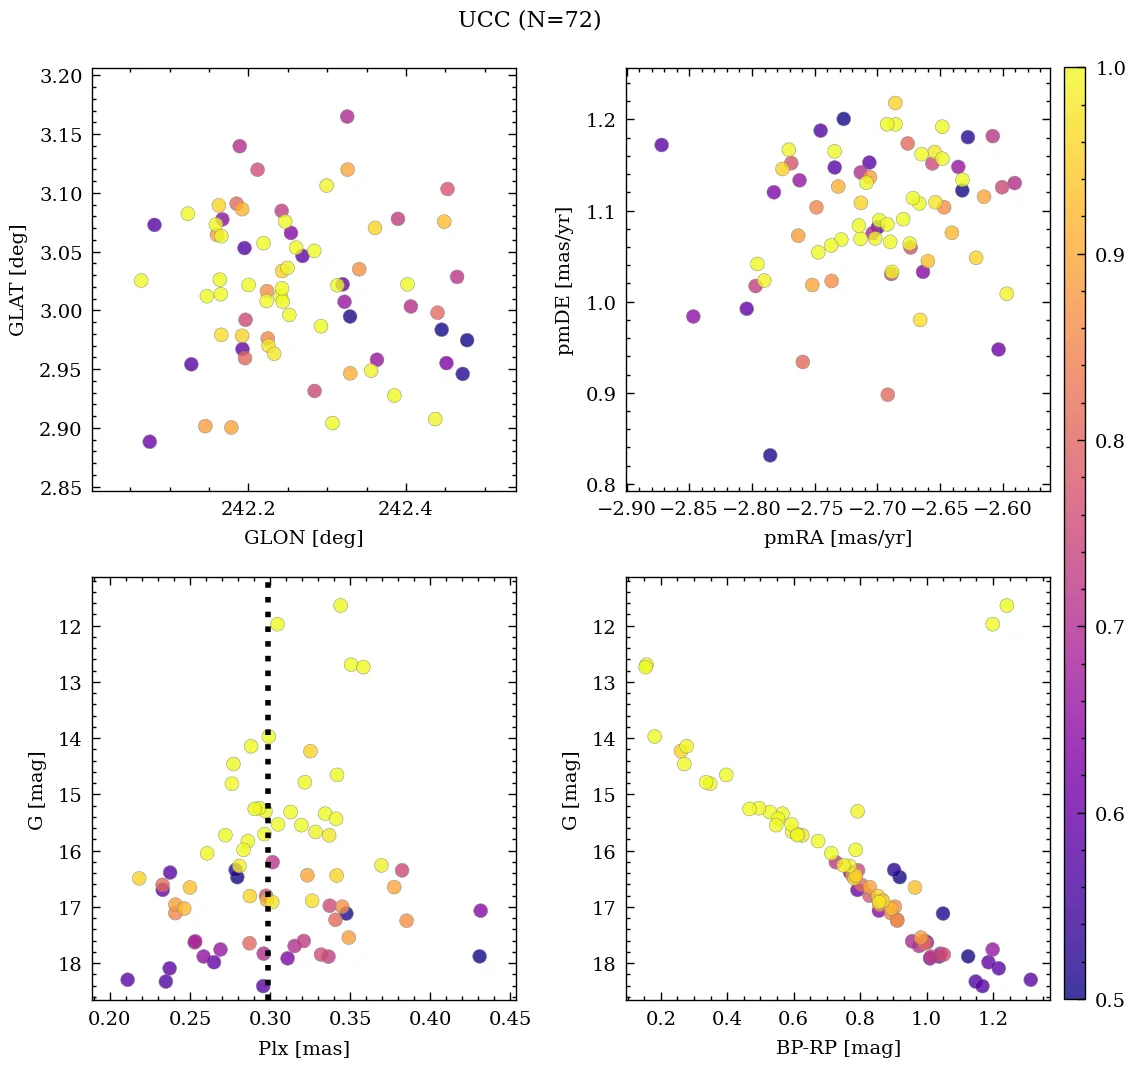 UCC (N=72)
3.20
3.15
3.10
3.05
3.00
2.95
2.90
2.85
GLAT [deg]
242.2 242.4
GLON [deg]
1.2
1.1
1.0
0.9
0.8
pmDE [mas/yr]
−2.90 −2.85 −2.80 −2.75 −2.70 −2.65 −2.60
pmRA [mas/yr]
12
13
14
15
16
17
18
G [mag]
0.20 0.25 0.30 0.35 0.40 0.45
Plx [mas]
12
13
14
15
16
17
18
G [mag]
0.2 0.4 0.6 0.8 1.0 1.2
BP-RP [mag]
1.0
0.9
0.8
0.7
0.6
0.5